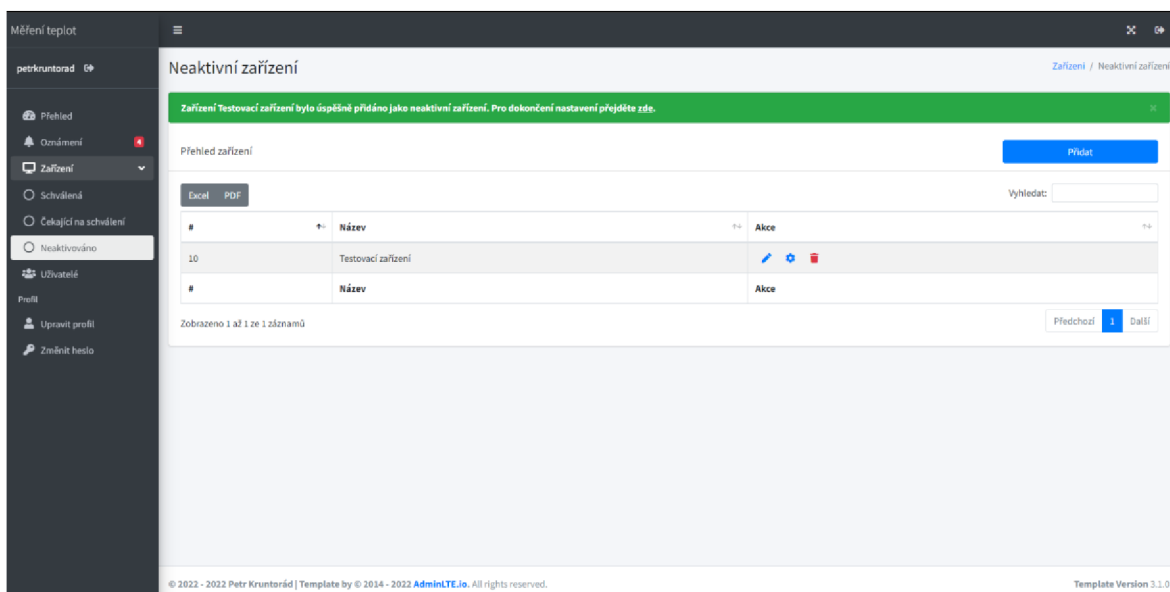 Měření teplot
petrkruntorad
Přehled
Oznámení 4
Zařízení
Schválená
Čekající na schválení
Neaktivováno
Uživatelé
Profil
Upravit profil
Změnit heslo
Neaktivní zařízení
Zařízení / Neaktivní zařízení
Zařízení Testovací zařízení bylo úspěšně přidáno jako neaktivní zařízení. Pro dokončení nastavení přejděte zde. ×
Přehled zařízení
Přidat
Excel PDF
Vyhledat:
# Název Akce
10 Testovací zařízení
# Název Akce
Zobrazeno 1 až 1 ze 1 záznamů
Předchozí 1 Další
© 2022 - 2022 Petr Kruntorád | Template by © 2014 - 2022 AdminLTE.io. All rights reserved.
Template Version 3.1.0